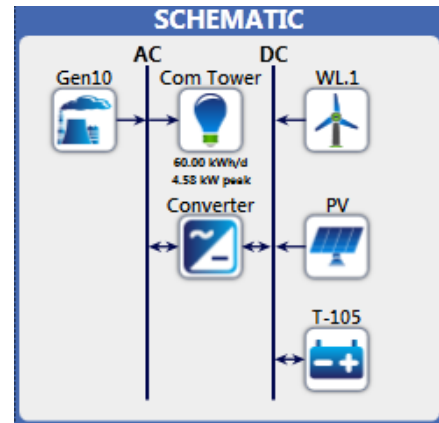 SCHEMATIC
AC DC
Gen10 Com Tower WL.1
60.00 kWh/d
4.58 kW peak
Converter PV
T-105